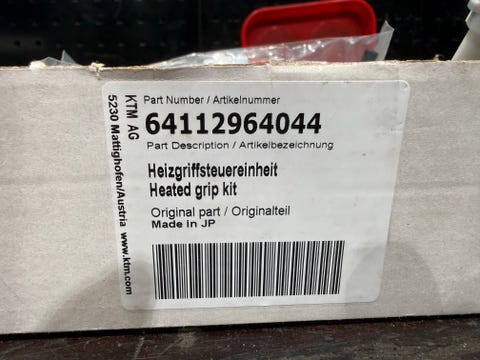 KTM AG
5230 Mattighofen/Austria www.ktm.com
Part Number / Artikelnummer
64112964044
Part Description / Artikelbezeichnung
Heizgriffsteuereinheit
Heated grip kit
Original part / Originalteil
Made in JP